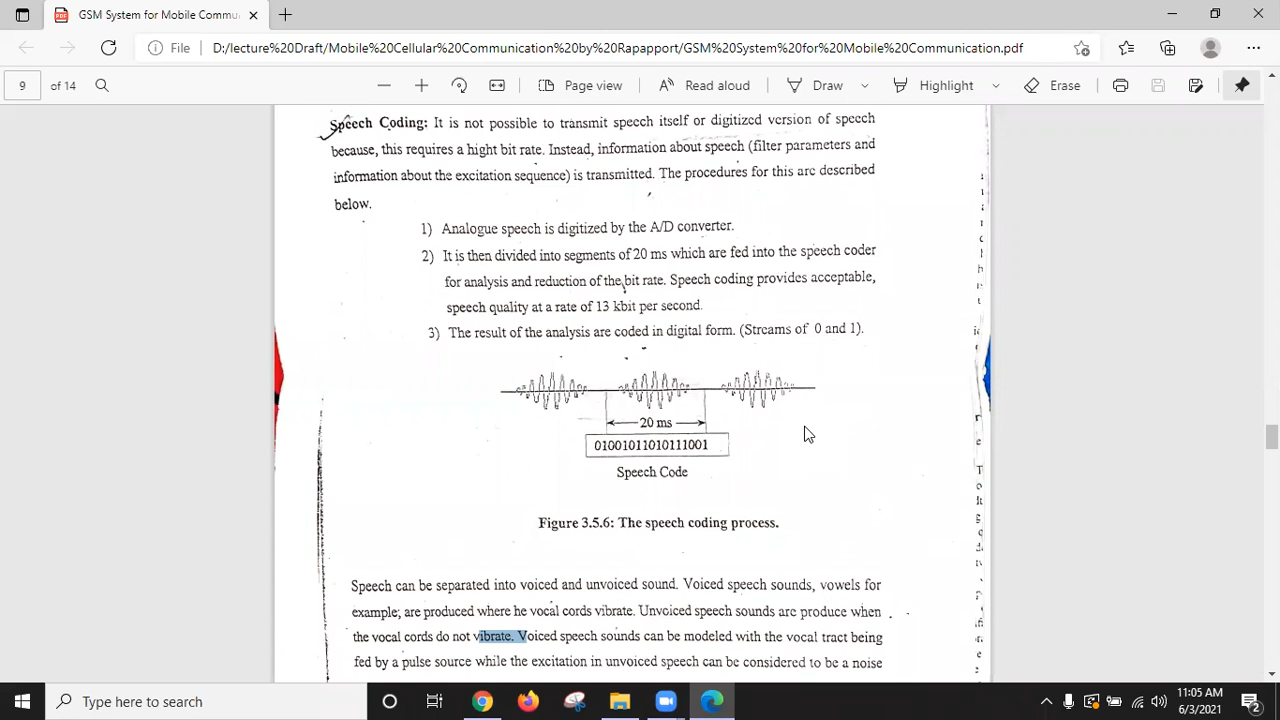 GSM System for Mobile Commu
File
D:/lecture%20Draft/Mobile%20Cellular%20Communication%20by%20Rapaport/GSM%20System%20for%20Mobile%20Communication.pdf
9 of 14
Page view
Read aloud
Draw
Highlight
Erase
Speech Coding: It is not possible to transmit speech itself or digitized version of speech
because, this requires a hight bit rate. Instead, information about speech (filter parameters and
information about the excitation sequence) is transmitted. The procedures for this are described
below.
1) Analogue speech is digitized by the A/D converter.
2) It is then divided into segments of 20 ms which are fed into the speech coder
for analysis and reduction of the bit rate. Speech coding provides acceptable,
speech quality at a rate of 13 kbit per second.
3) The result of the analysis are coded in digital form. (Streams of 0 and 1).
20 ms
01001011010111001
Speech Code
Figure 3.5.6: The speech coding process.
Speech can be separated into voiced and unvoiced sound. Voiced speech sounds, vowels for
example; are produced where he vocal cords vibrate. Unvoiced speech sounds are produce when
the vocal cords do not vibrate. Voiced speech sounds can be modeled with the vocal tract being
fed by a pulse source while the excitation in unvoiced speech can be considered to be a noise
Type here to search
11:05 AM
6/3/2021
2